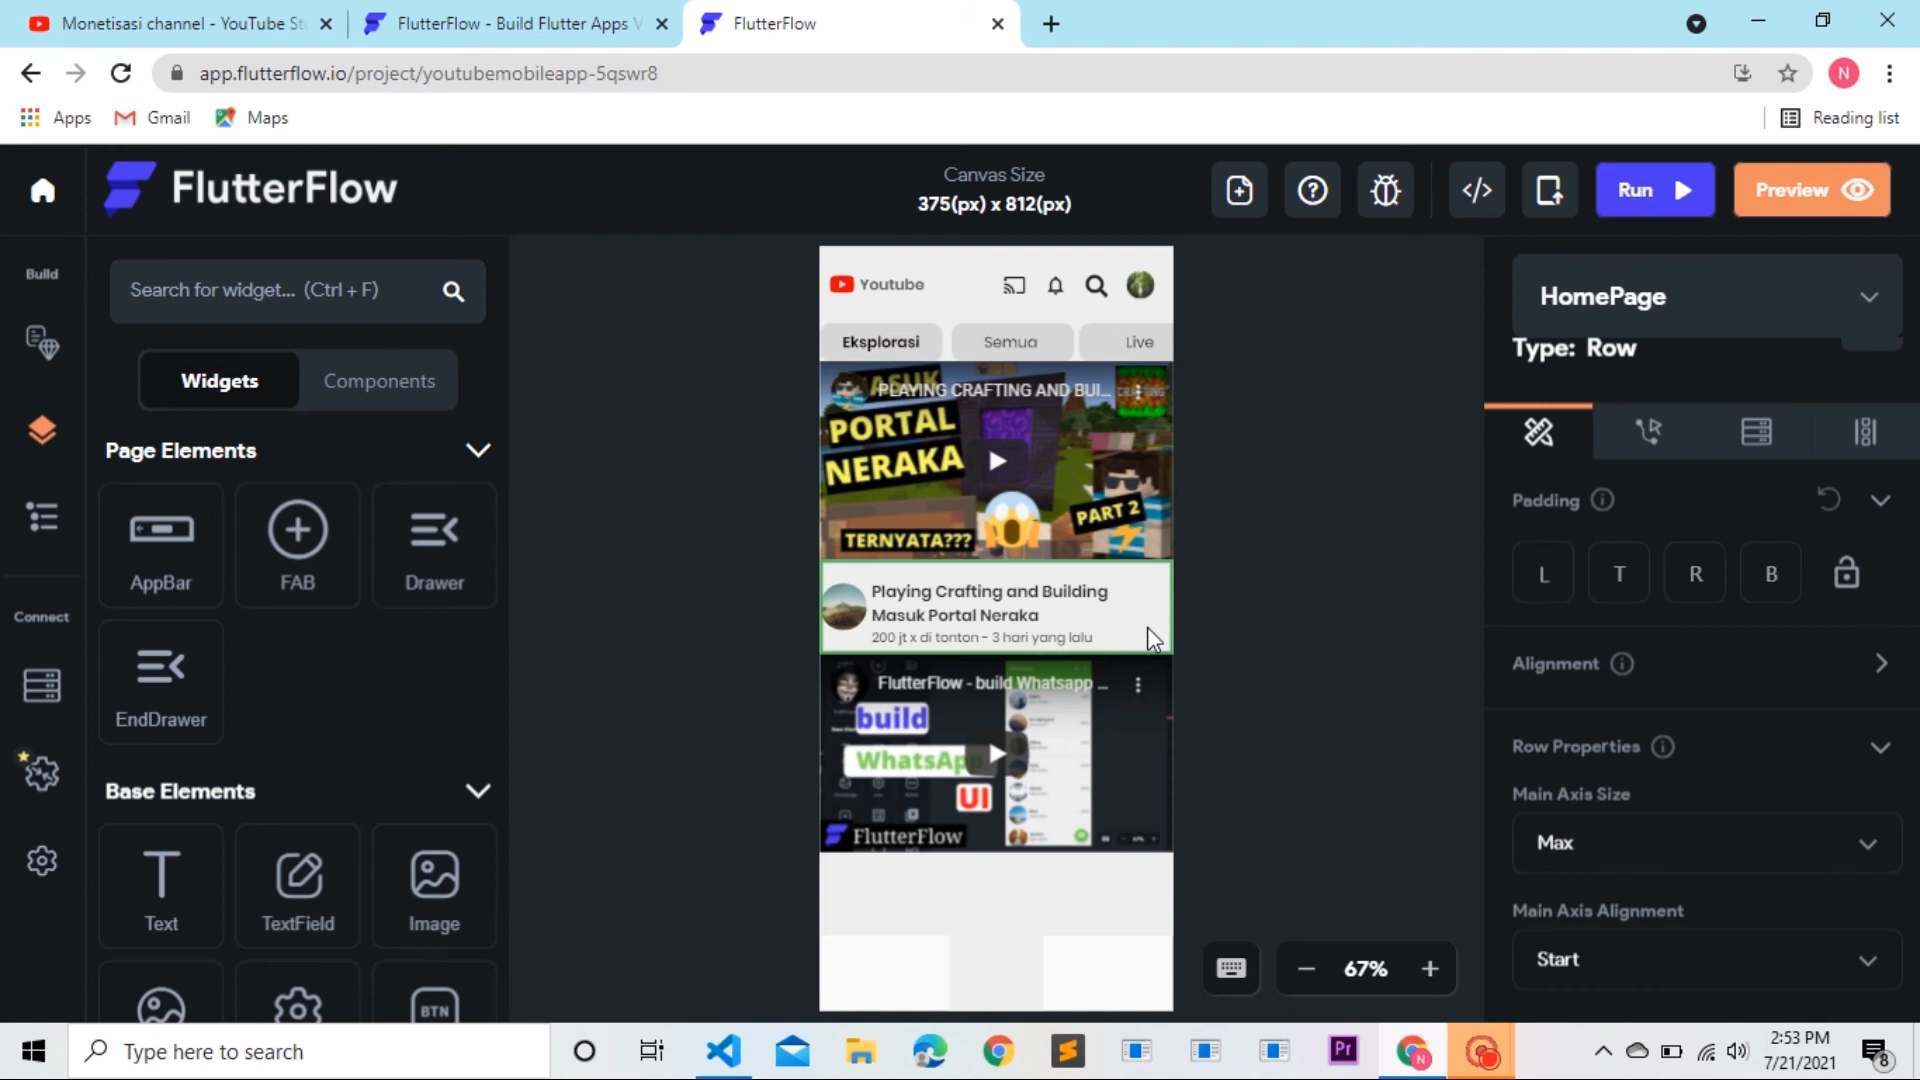 Monetisasi channel - YouTube St
FlutterFlow - Build Flutter Apps V
FlutterFlow
app.flutterflow.io/project/youtubemobileapp-5qswr8
N
Apps
Gmail
Maps
Reading list
FlutterFlow
Canvas Size
375(px) x 812(px)
Run
Preview
Build
Connect
Search for widget... (Ctrl + F)
Widgets
Components
Page Elements
AppBar
FAB
Drawer
EndDrawer
Base Elements
Text
TextField
Image
BTN
Youtube
Eksplorasi
Semua
Live
PLAYING CRAFTING AND BUI...
PORTAL
NERAKA
PART 2
TERNYATA???
Playing Crafting and Building
Masuk Portal Neraka
200 jt x di tonton - 3 hari yang lalu
FlutterFlow - build Whatsapp ...
build
WhatsApp
UI
FlutterFlow
67%
HomePage
Type: Row
Padding
L
T
R
B
Alignment
Row Properties
Main Axis Size
Max
Main Axis Alignment
Start
Type here to search
Pr
N
2:53 PM
7/21/2021
8